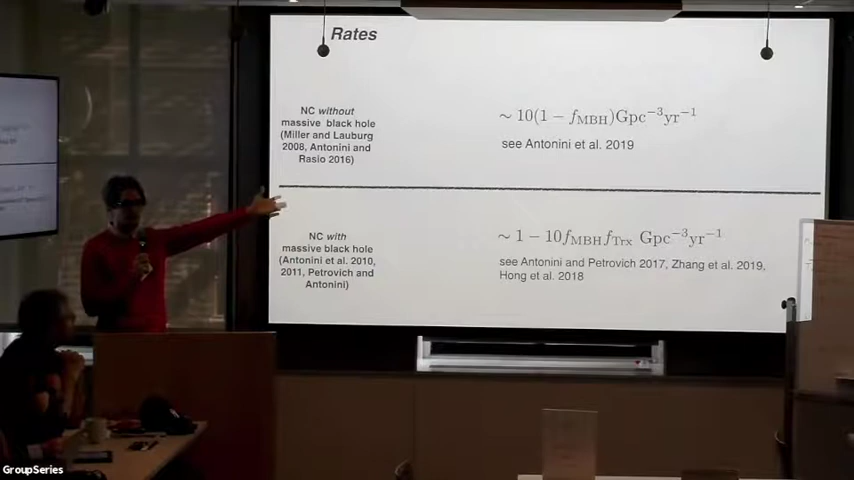 Rates
NC without
massive black hole
(Miller and Lauburg
2008, Antonini and
Rasio 2016)
∼ 10(1 − f_MBH)Gpc⁻³yr⁻¹
see Antonini et al. 2019
NC with
massive black hole
(Antonini et al. 2010,
2011, Petrovich and
Antonini)
∼ 1 − 10f_MBH f_Trx Gpc⁻³yr⁻¹
see Antonini and Petrovich 2017, Zhang et al. 2019,
Hong et al. 2018
GroupSeries